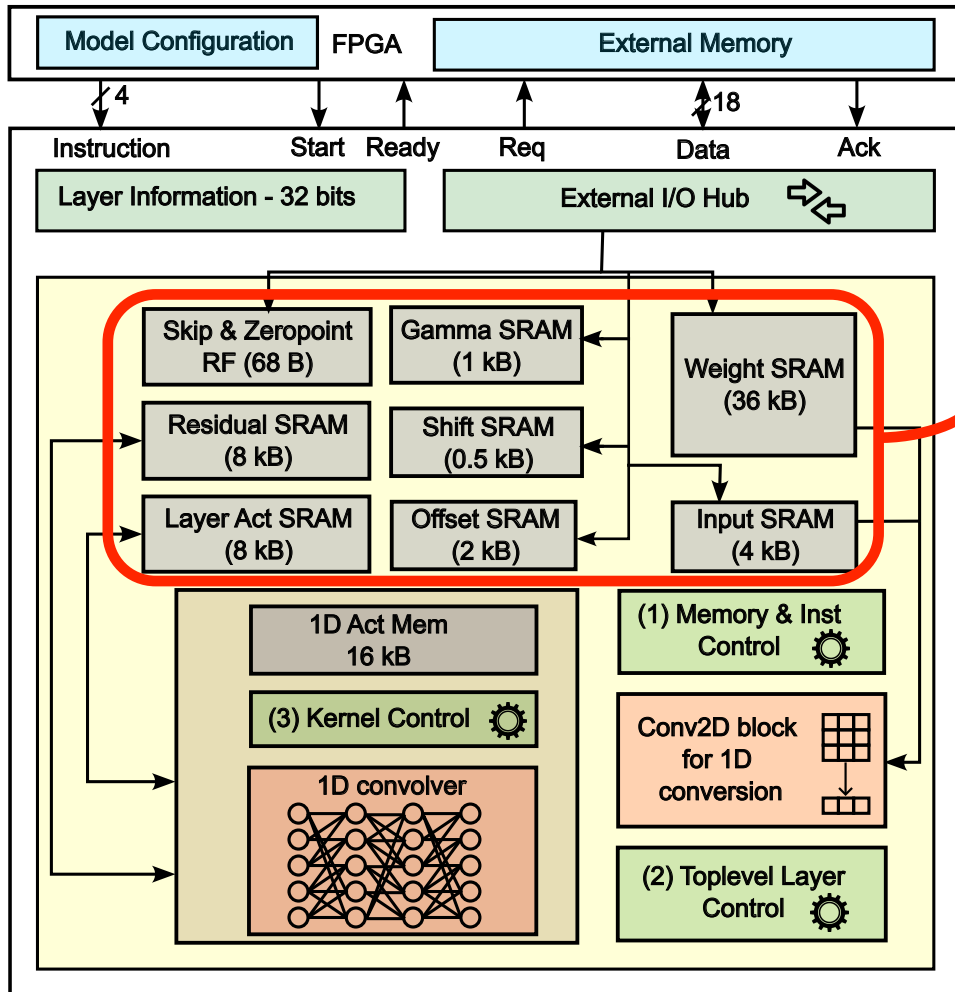 Model Configuration
FPGA
External Memory
4
18
Instruction
Start
Ready
Req
Data
Ack
Layer Information - 32 bits
External I/O Hub
Skip & Zeropoint
RF (68 B)
Gamma SRAM
(1 kB)
Weight SRAM
(36 kB)
Residual SRAM
(8 kB)
Shift SRAM
(0.5 kB)
Layer Act SRAM
(8 kB)
Offset SRAM
(2 kB)
Input SRAM
(4 kB)
1D Act Mem
16 kB
(1) Memory & Inst
Control
(3) Kernel Control
Conv2D block
for 1D
conversion
1D convolver
(2) Toplevel Layer
Control